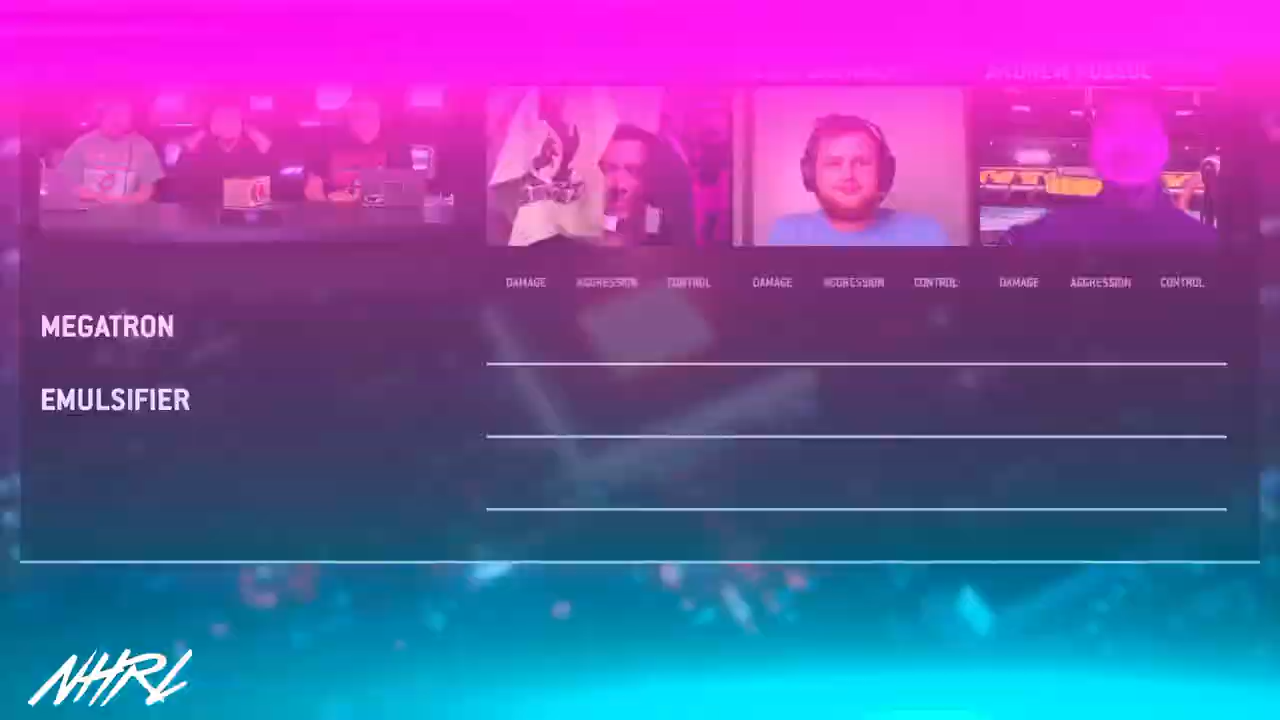 DAMAGE AGGRESSION CONTROL DAMAGE AGGRESSION CONTROL DAMAGE AGGRESSION CONTROL
MEGATRON
EMULSIFIER
NHRL